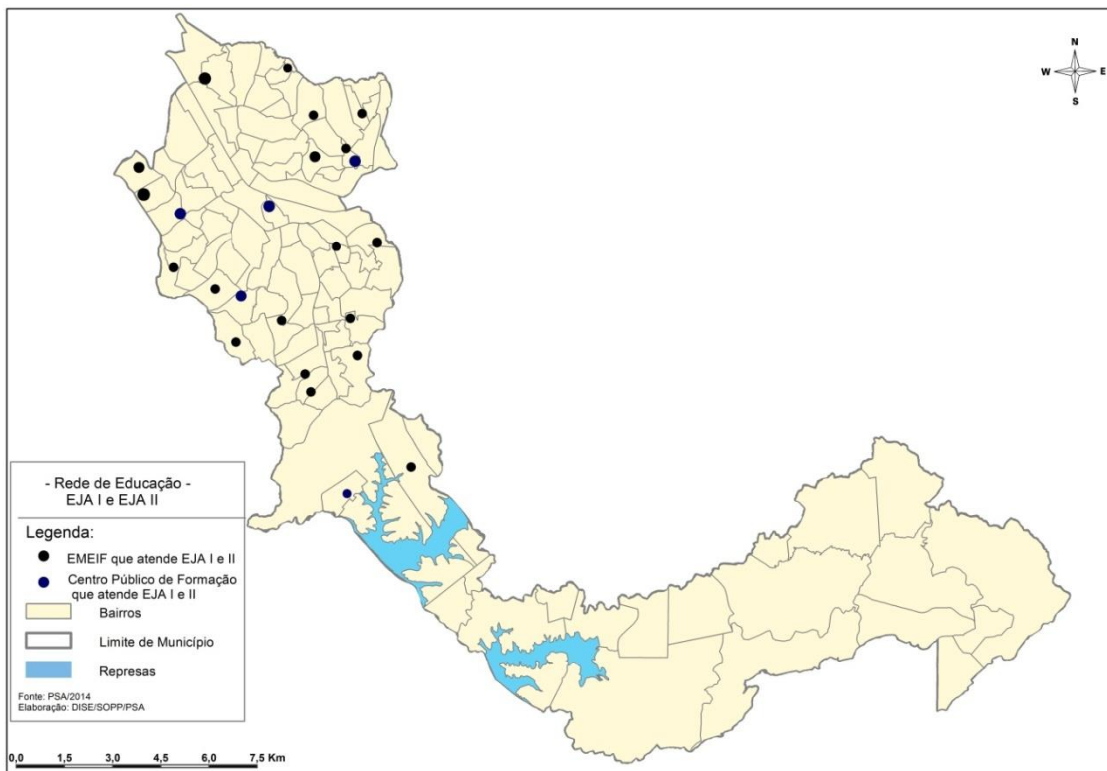 N
W E
S
- Rede de Educação -
EJA I e EJA II
Legenda:
EMEIF que atende EJA I e II
Centro Público de Formação
que atende EJA I e II
Bairros
Limite de Município
Represas
Fonte: PSA/2014
Elaboração: DISE/SOPP/PSA
0,0 1,5 3,0 6,0 7,5 Km